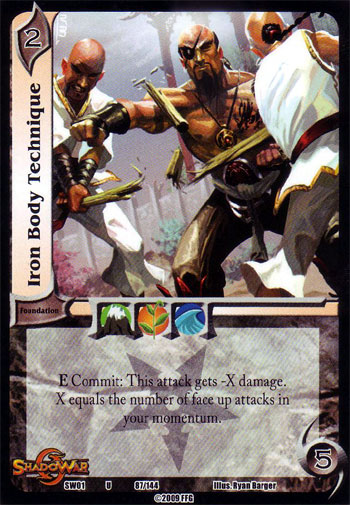 2
Iron Body Technique
Foundation
E Commit: This attack gets -X damage.
X equals the number of face up attacks in
your momentum.
5
SHADOWAR
SW01 U 87/144 Illus. Ryan Barger
©2009 FFG